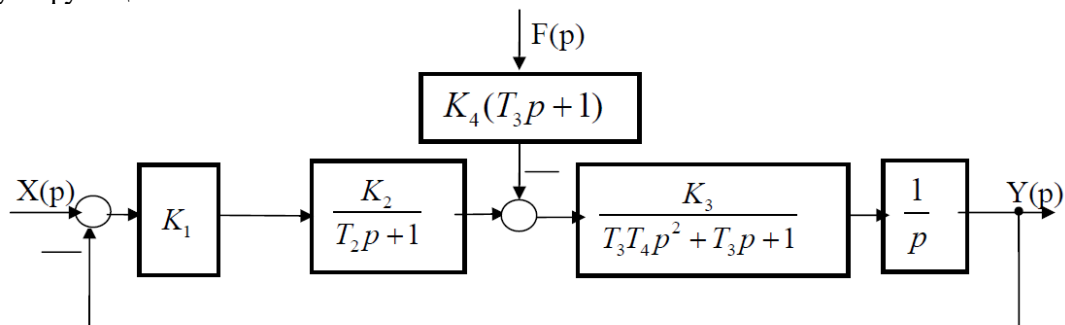 F(p)
K₄(T₃p+1)
X(p)
K₁
K₂
T₂p+1
K₃
T₃T₄p²+T₃p+1
1
p
Y(p)